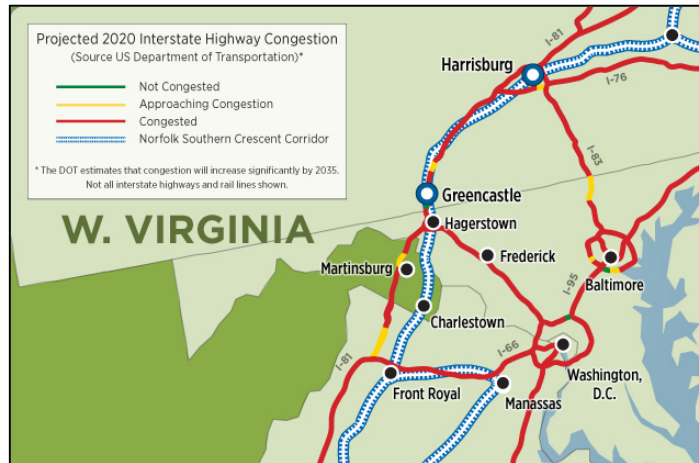 Projected 2020 Interstate Highway Congestion
(Source US Department of Transportation)*
Not Congested
Approaching Congestion
Congested
Norfolk Southern Crescent Corridor
* The DOT estimates that congestion will increase significantly by 2035.
Not all interstate highways and rail lines shown.
I-81
Harrisburg
I-76
I-83
Greencastle
W. VIRGINIA
Hagerstown
Frederick
Martinsburg
I-95
Baltimore
Charlestown
I-81
I-66
Front Royal
Manassas
Washington,
D.C.